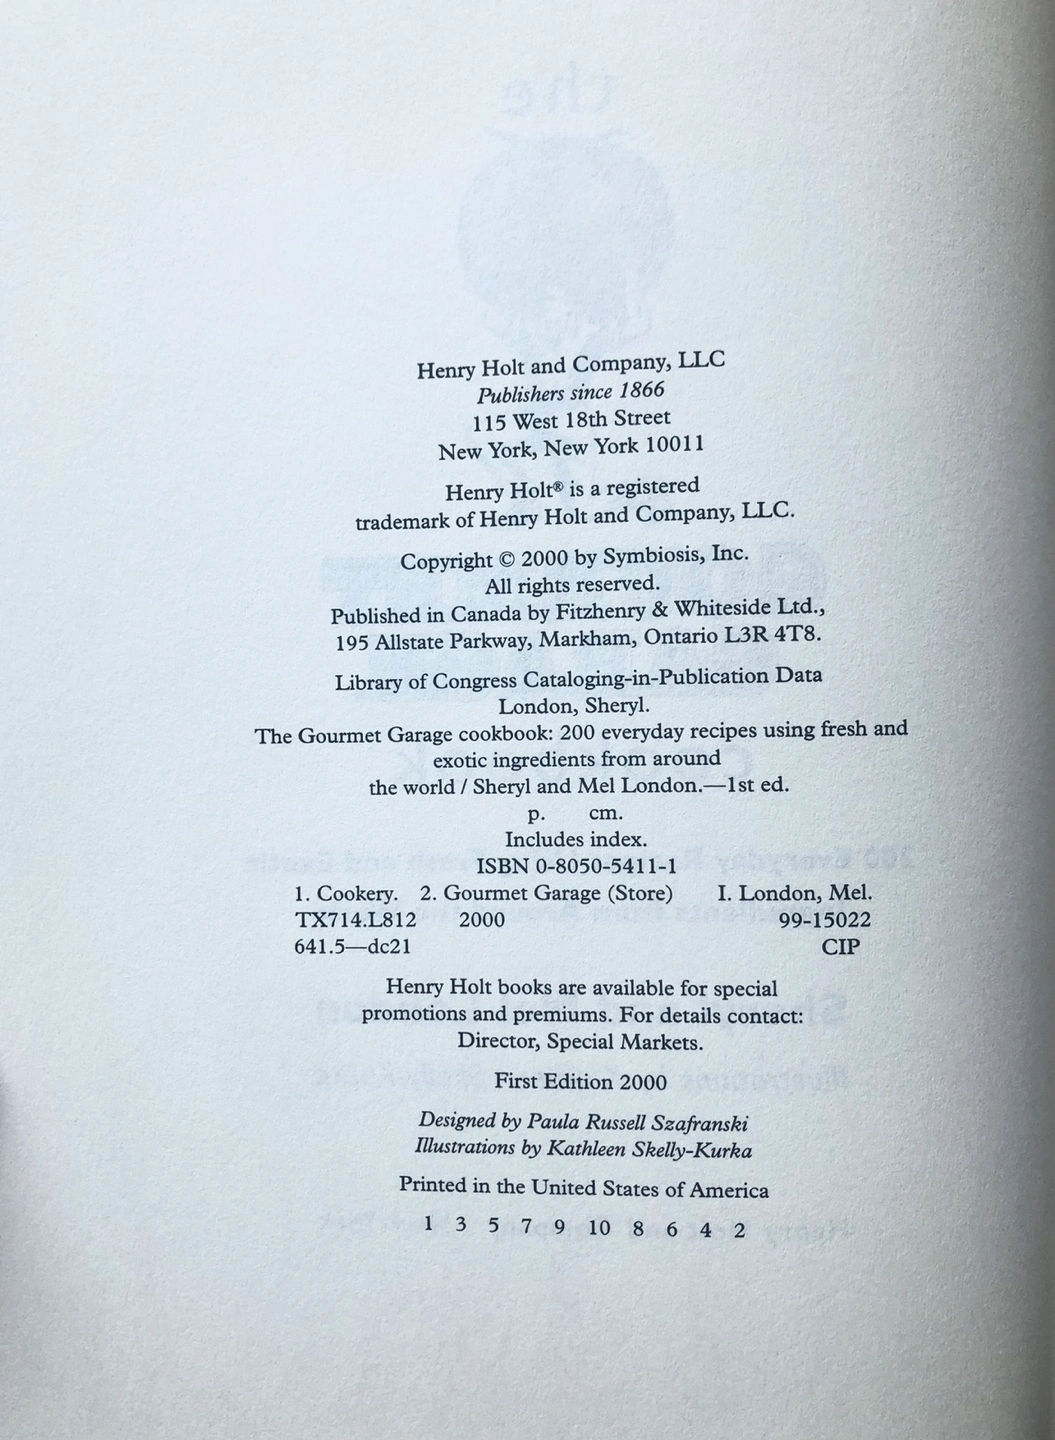 Henry Holt and Company, LLC
Publishers since 1866
115 West 18th Street
New York, New York 10011
Henry Holt® is a registered
trademark of Henry Holt and Company, LLC.
Copyright © 2000 by Symbiosis, Inc.
All rights reserved.
Published in Canada by Fitzhenry & Whiteside Ltd.,
195 Allstate Parkway, Markham, Ontario L3R 4T8.
Library of Congress Cataloging-in-Publication Data
London, Sheryl.
The Gourmet Garage cookbook: 200 everyday recipes using fresh and
exotic ingredients from around
the world / Sheryl and Mel London.—1st ed.
p. cm.
Includes index.
ISBN 0-8050-5411-1
1. Cookery. 2. Gourmet Garage (Store) I. London, Mel.
TX714.L812 2000 99-15022
641.5—dc21 CIP
Henry Holt books are available for special
promotions and premiums. For details contact:
Director, Special Markets.
First Edition 2000
Designed by Paula Russell Szafranski
Illustrations by Kathleen Skelly-Kurka
Printed in the United States of America
1 3 5 7 9 10 8 6 4 2